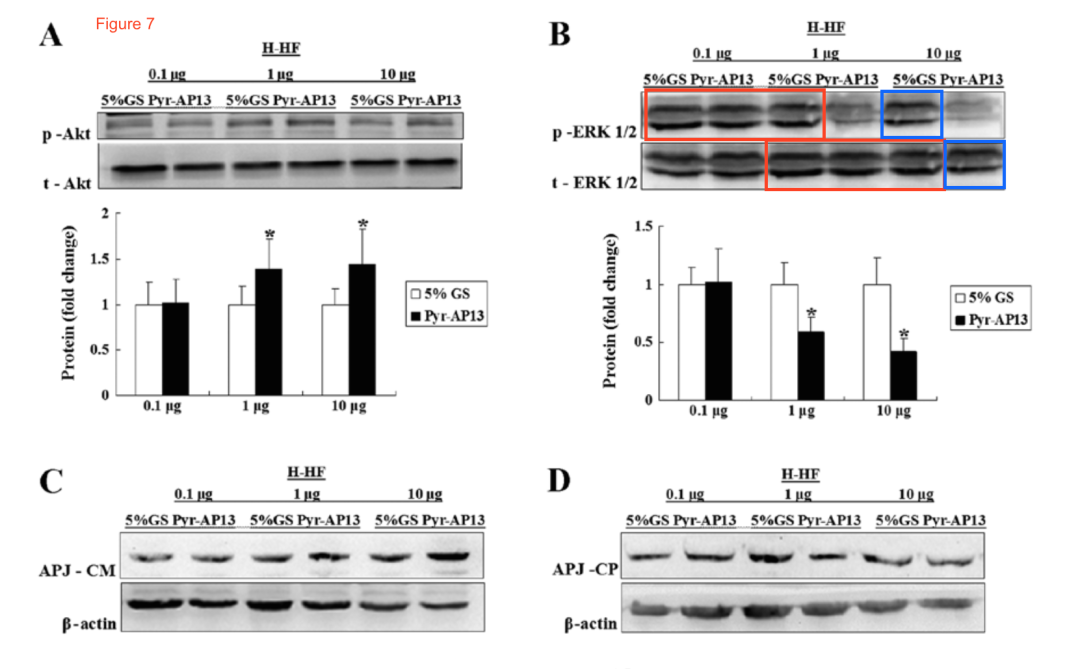 Figure 7
A
H-HF
0.1 µg 1 µg 10 µg
5%GS Pyr-AP13 5%GS Pyr-AP13 5%GS Pyr-AP13
p -Akt
t - Akt
Protein (fold change)
2
1.5
1
0.5
0
* *
0.1 µg 1 µg 10 µg
5% GS
Pyr-AP13
B
H-HF
0.1 µg 1 µg 10 µg
5%GS Pyr-AP13 5%GS Pyr-AP13 5%GS Pyr-AP13
p -ERK 1/2
t - ERK 1/2
Protein (fold change)
1.5
1
0.5
0
* *
0.1 µg 1 µg 10 µg
5% GS
Pyr-AP13
C
H-HF
0.1 µg 1 µg 10 µg
5%GS Pyr-AP13 5%GS Pyr-AP13 5%GS Pyr-AP13
APJ - CM
β-actin
D
H-HF
0.1 µg 1 µg 10 µg
5%GS Pyr-AP13 5%GS Pyr-AP13 5%GS Pyr-AP13
APJ -CP
β-actin